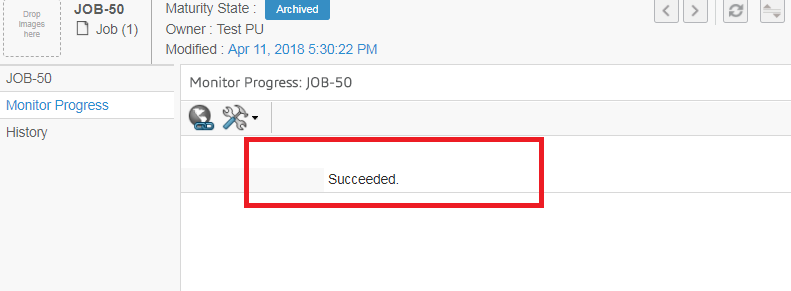 Drop
Images
here
JOB-50
Job (1)
Maturity State : Archived
Owner : Test PU
Modified : Apr 11, 2018 5:30:22 PM
JOB-50
Monitor Progress
History
Monitor Progress: JOB-50
Succeeded.